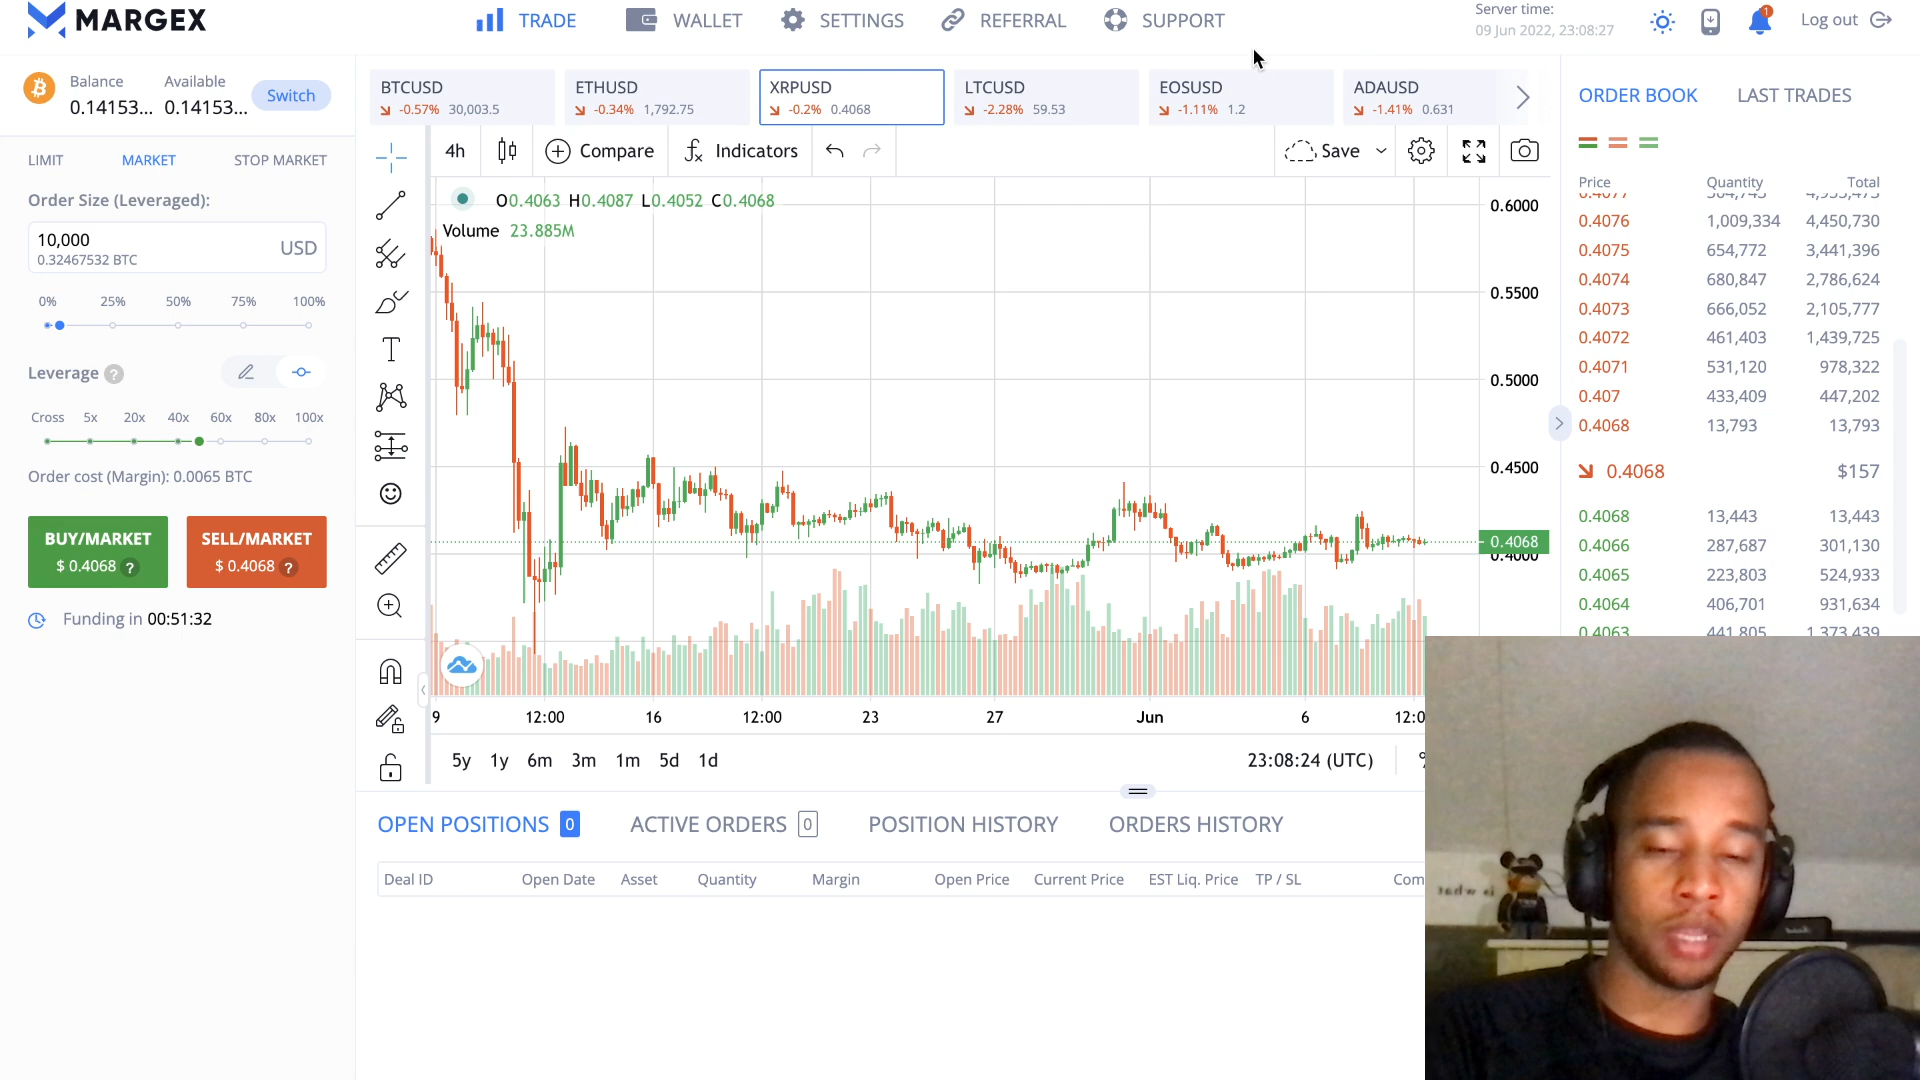 MARGEX
TRADE
WALLET
SETTINGS
REFERRAL
SUPPORT
Server time:
09 Jun 2022, 23:08:27
1
Log out
Balance
0.14153...
Available
0.14153...
Switch
LIMIT
MARKET
STOP MARKET
Order Size (Leveraged):
10,000
0.32467532 BTC
USD
0% 25% 50% 75% 100%
Leverage ?
Cross 5x 20x 40x 60x 80x 100x
Order cost (Margin): 0.0065 BTC
BUY/MARKET
$ 0.4068 ?
SELL/MARKET
$ 0.4068 ?
Funding in 00:51:32
BTCUSD
-0.57% 30,003.5
ETHUSD
-0.34% 1,792.75
XRPUSD
-0.2% 0.4068
LTCUSD
-2.28% 59.53
EOSUSD
-1.11% 1.2
ADAUSD
-1.41% 0.631
4h
Compare
Indicators
Save
O0.4063 H0.4087 L0.4052 C0.4068
Volume 23.885M
0.6000
0.5500
0.5000
0.4500
0.4068
0.4000
9 12:00 16 12:00 23 27 Jun 6 12:0
5y 1y 6m 3m 1m 5d 1d
23:08:24 (UTC)
OPEN POSITIONS 0
ACTIVE ORDERS 0
POSITION HISTORY
ORDERS HISTORY
Deal ID Open Date Asset Quantity Margin Open Price Current Price EST Liq. Price TP / SL Com
ORDER BOOK
LAST TRADES
Price Quantity Total
0.4076 1,009,334 4,450,730
0.4075 654,772 3,441,396
0.4074 680,847 2,786,624
0.4073 666,052 2,105,777
0.4072 461,403 1,439,725
0.4071 531,120 978,322
0.407 433,409 447,202
0.4068 13,793 13,793
0.4068 $157
0.4068 13,443 13,443
0.4066 287,687 301,130
0.4065 223,803 524,933
0.4064 406,701 931,634
0.4063 441,805 1,373,439